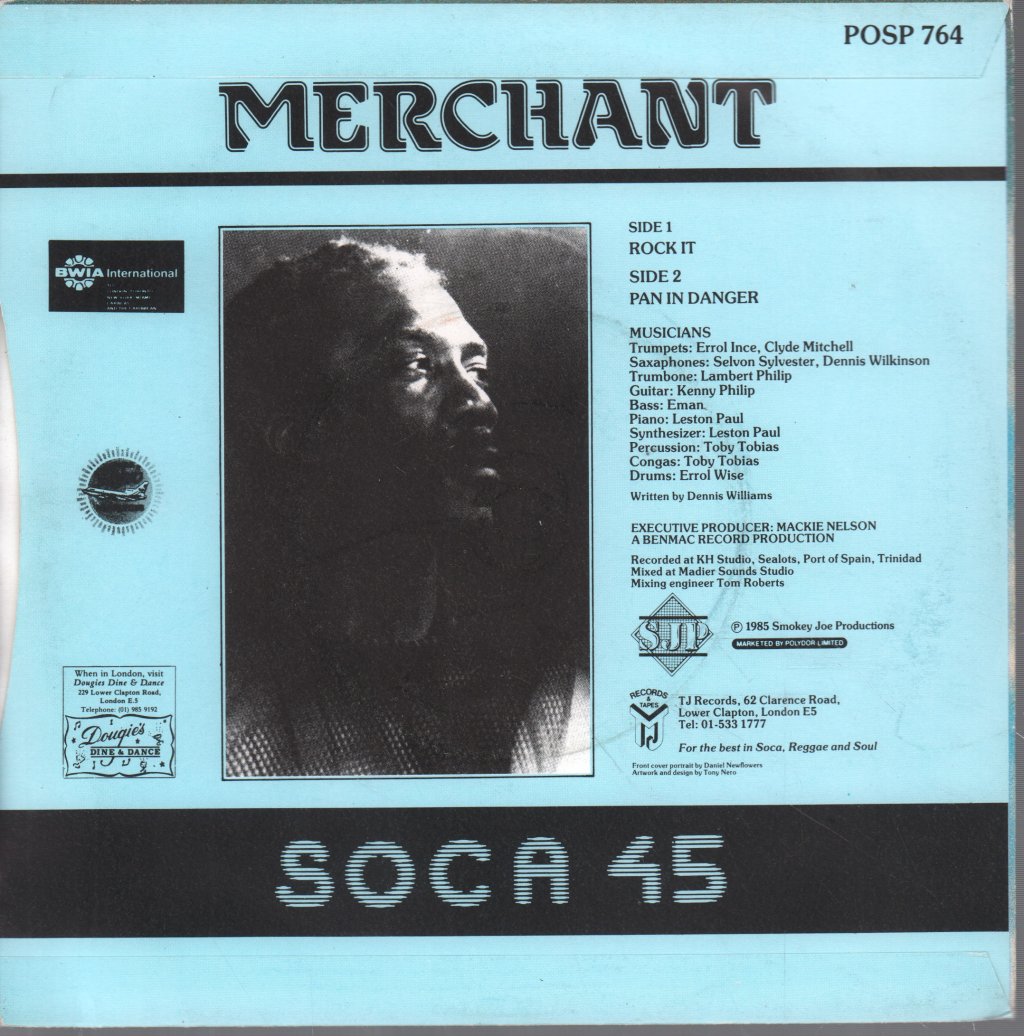 POSP 764
MERCHANT
BWIA International
SIDE 1
ROCK IT
SIDE 2
PAN IN DANGER
MUSICIANS
Trumpets: Errol Ince, Clyde Mitchell
Saxaphones: Selvon Sylvester, Dennis Wilkinson
Trumbone: Lambert Philip
Guitar: Kenny Philip
Bass: Eman
Piano: Leston Paul
Synthesizer: Leston Paul
Percussion: Toby Tobias
Congas: Toby Tobias
Drums: Errol Wise
Written by Dennis Williams
EXECUTIVE PRODUCER: MACKIE NELSON
A BENMAC RECORD PRODUCTION
Recorded at KH Studio, Sealots, Port of Spain, Trinidad
Mixed at Madier Sounds Studio
Mixing engineer Tom Roberts
SJP
℗ 1985 Smokey Joe Productions
MARKETED BY POLYDOR LIMITED
RECORDS
& TAPES
TJ
TJ Records, 62 Clarence Road,
Lower Clapton, London E5
Tel: 01-533 1777
For the best in Soca, Reggae and Soul
Front cover portrait by Daniel Newflowers
Artwork and design by Tony Nero
When in London, visit
Dougies Dine & Dance
229 Lower Clapton Road,
London E.5
Telephone: (01) 985 9192
Dougie's
DINE & DANCE
SOCA 45